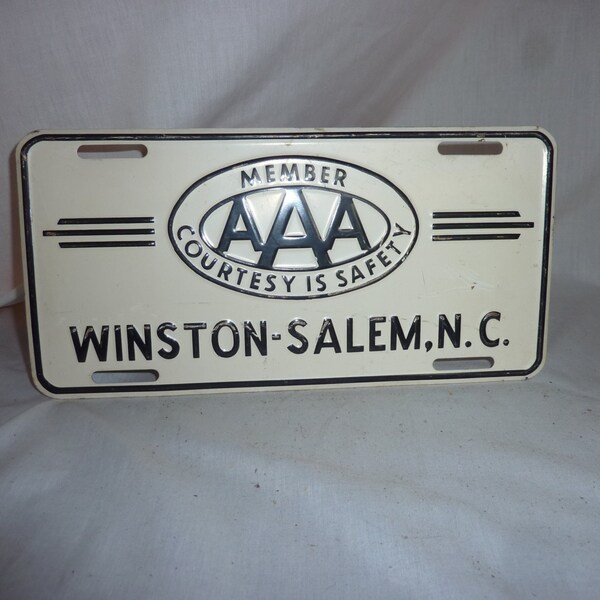 MEMBER
AAA
COURTESY IS SAFETY
WINSTON-SALEM, N.C.